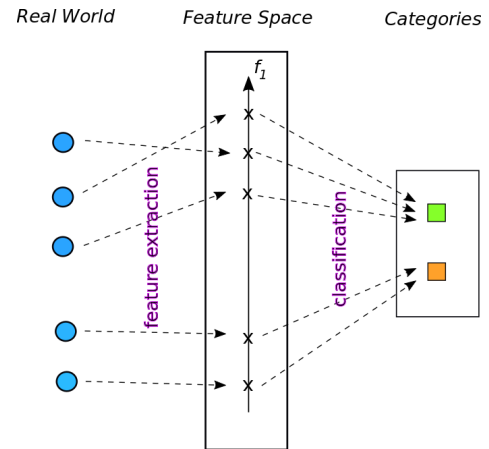 Real World
Feature Space
Categories
f1
x
x
x
x
x
feature extraction
classification